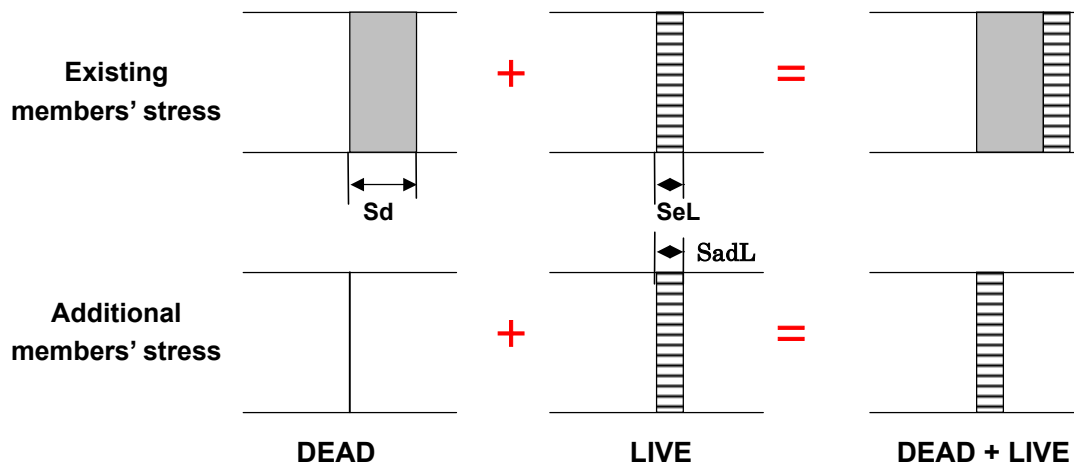 Existing
members’ stress
+
=
Sd
SeL
SadL
Additional
members’ stress
+
=
DEAD
LIVE
DEAD + LIVE